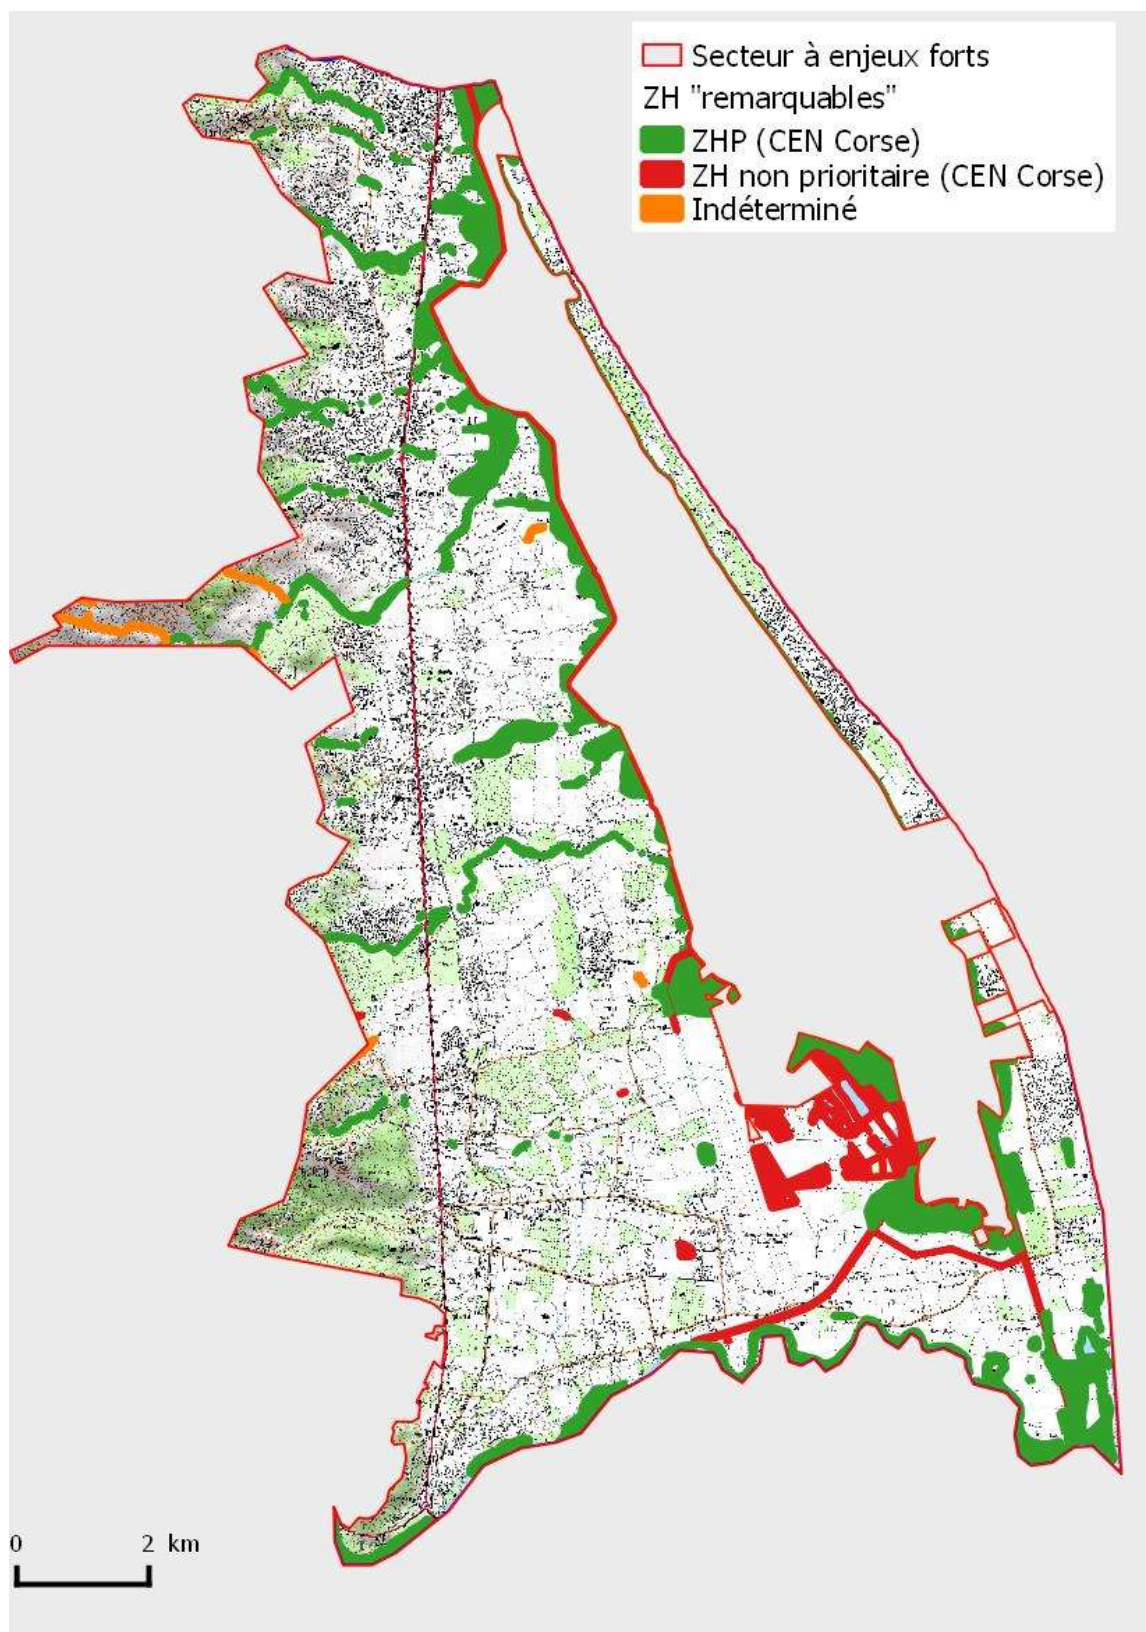 Secteur à enjeux forts
ZH "remarquables"
ZHP (CEN Corse)
ZH non prioritaire (CEN Corse)
Indéterminé
0 2 km